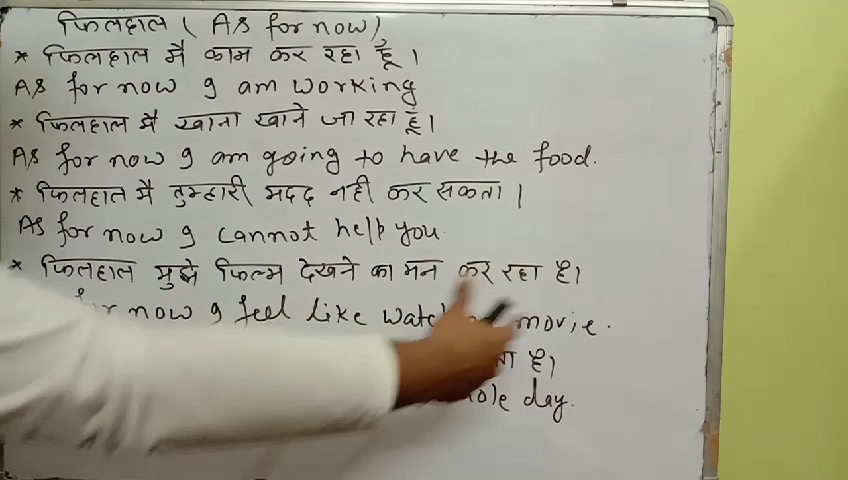 फिलहाल ( As for now)
* फिलहाल मैं काम कर रहा हूँ।
As for now I am working
* फिलहाल मैं खाना खाने जा रहा हूं।
As for now I am going to have the food.
* फिलहाल मैं तुम्हारी मदद नही कर सकता।
As for now I cannot help you.
* फिलहाल मुझे फिल्म देखने का मन कर रहा है।
for now I feel like movie.
है।
day.